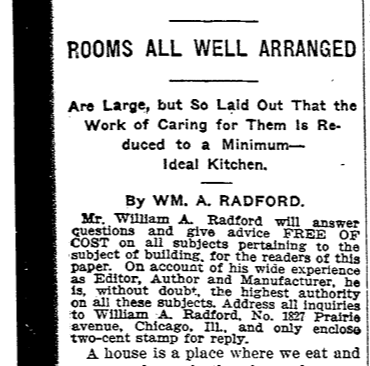 ROOMS ALL WELL ARRANGED
Are Large, but So Laid Out That the
Work of Caring for Them Is Re-
duced to a Minimum—
Ideal Kitchen.
By WM. A. RADFORD.
Mr. William A. Radford will answer
questions and give advice FREE OF
COST on all subjects pertaining to the
subject of building, for the readers of this
paper. On account of his wide experience
as Editor, Author and Manufacturer, he
is, without doubt, the highest authority
on all these subjects. Address all inquiries
to William A. Radford, No. 1827 Prairie
avenue, Chicago, Ill., and only enclose
two-cent stamp for reply.
A house is a place where we eat and